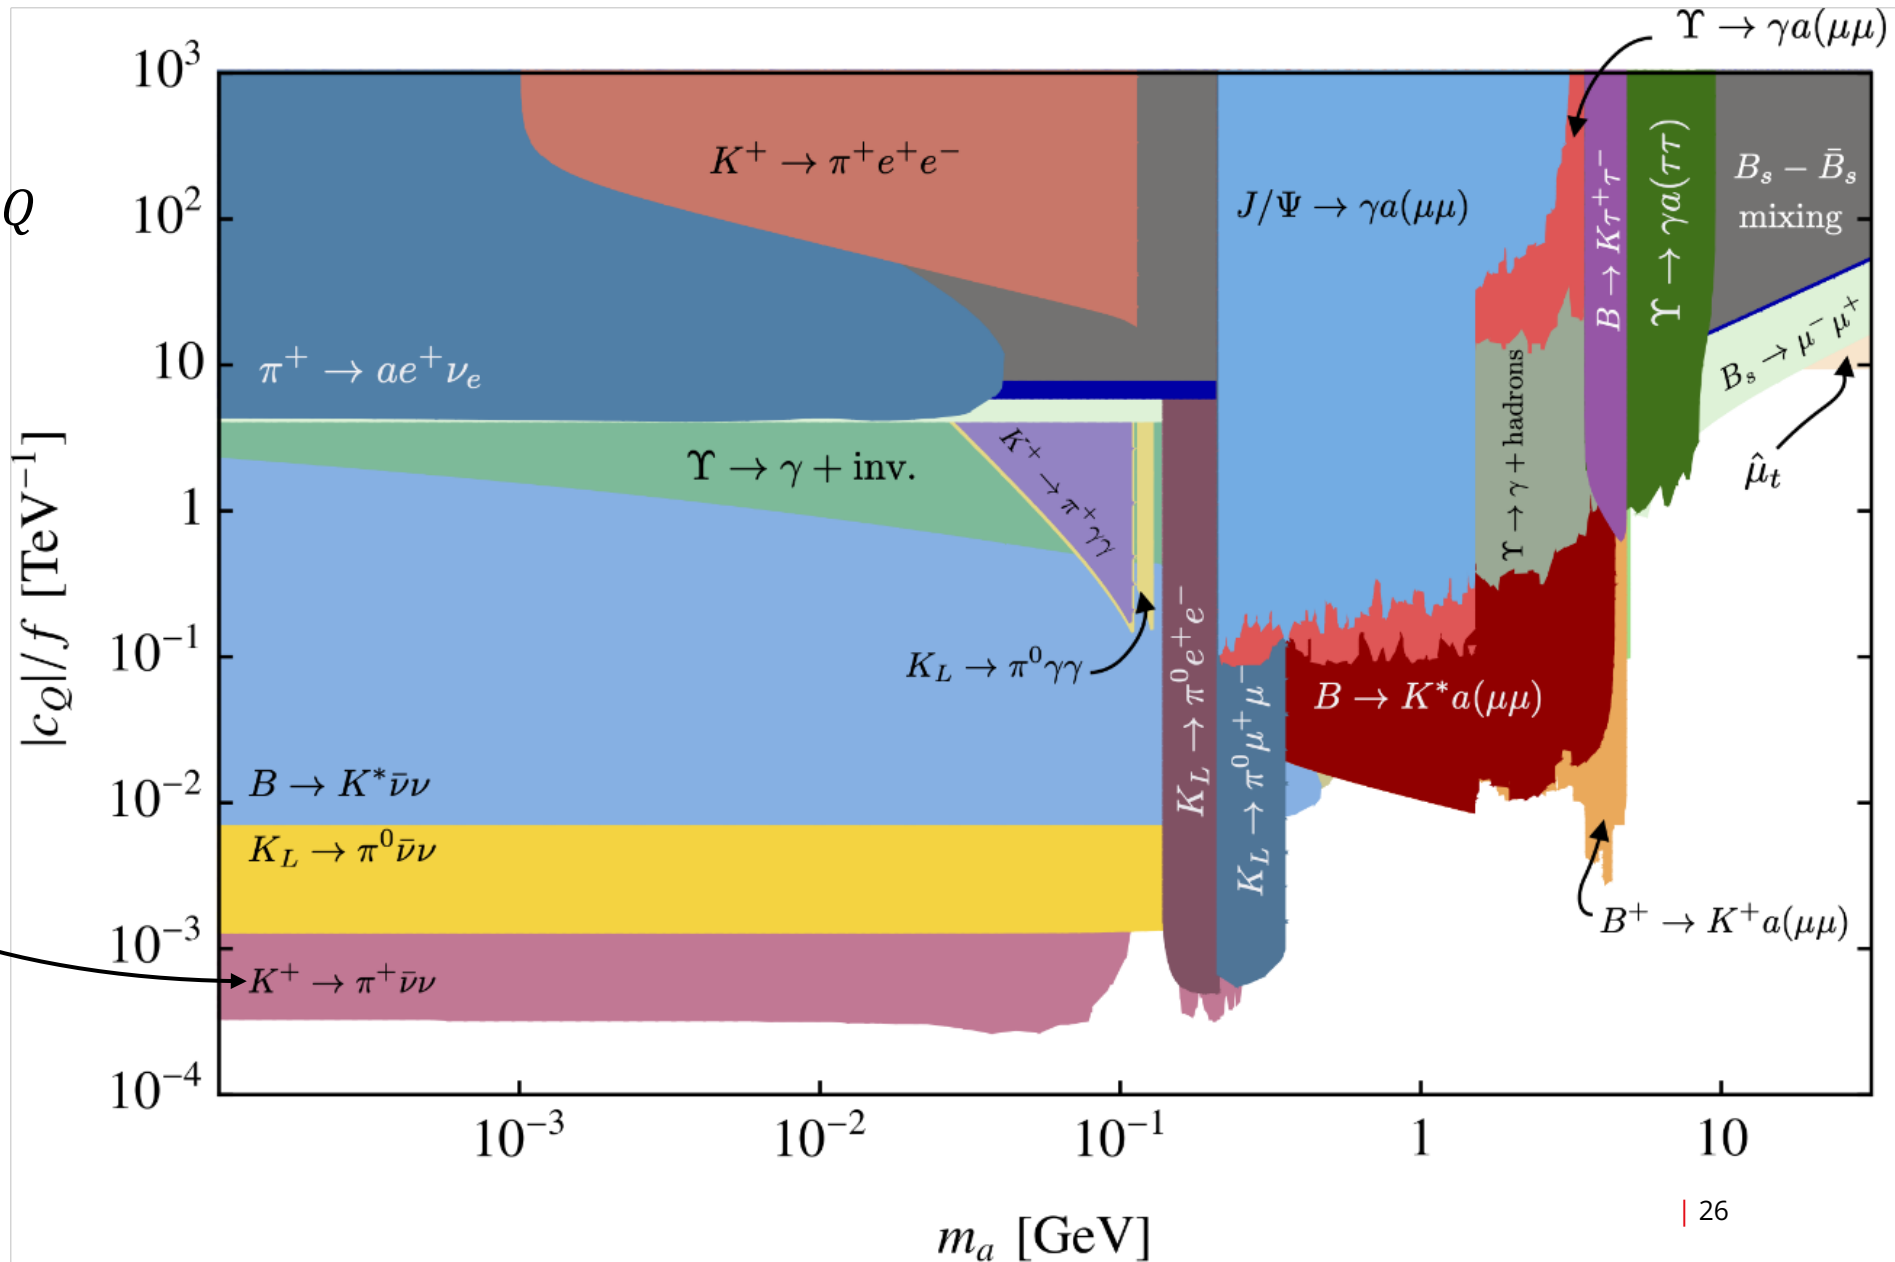 Υ → γa(μμ)
10³
K⁺ → π⁺e⁺e⁻
J/Ψ → γa(μμ)
B → Kτ⁺τ⁻
Υ → γa(ττ)
B_s − B̄_s
mixing
Q
10²
π⁺ → ae⁺ν_e
10
B_s → μ⁻μ⁺
μ̂_t
Υ → γ + inv.
K⁺ → π⁺γγ
Υ → γ + hadrons
1
|c_Q|/f [TeV⁻¹]
10⁻¹
K_L → π⁰γγ
K_L → π⁰e⁺e⁻
K_L → π⁰μ⁺μ⁻
B → K*a(μμ)
B → K*ν̄ν
10⁻²
K_L → π⁰ν̄ν
B⁺ → K⁺a(μμ)
10⁻³
K⁺ → π⁺ν̄ν
10⁻⁴
10⁻³ 10⁻² 10⁻¹ 1 10
m_a [GeV]
| 26